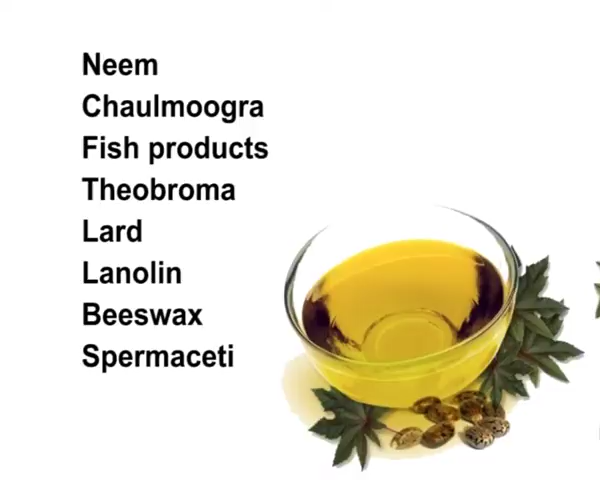 Neem
Chaulmoogra
Fish products
Theobroma
Lard
Lanolin
Beeswax
Spermaceti